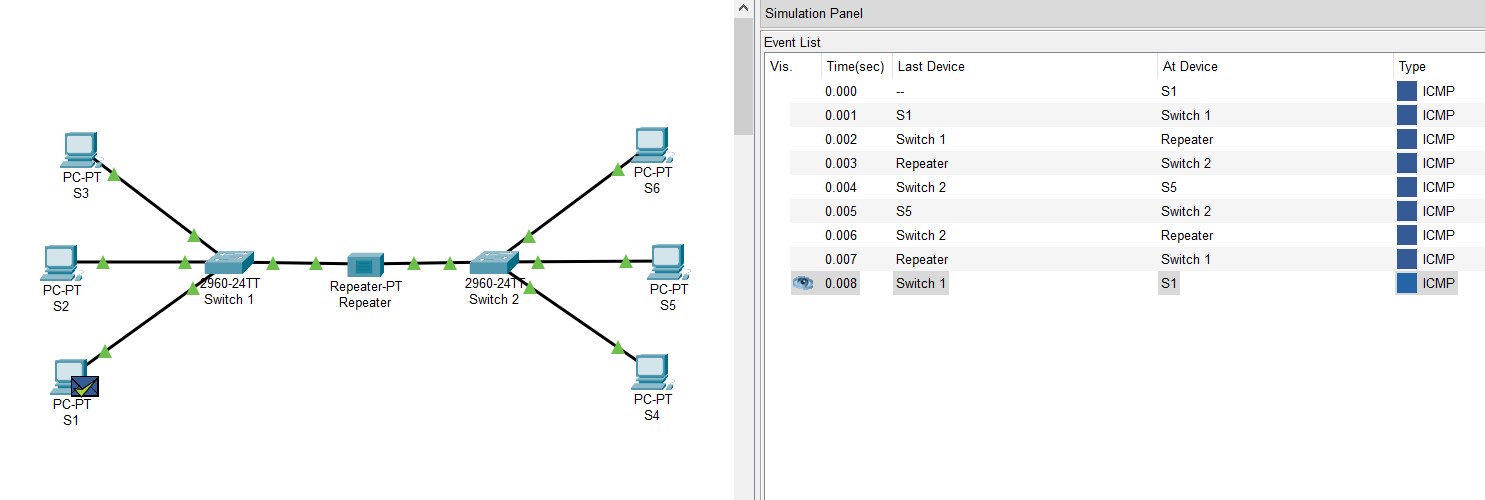 PC-PT
S3
PC-PT
S2
PC-PT
S1
2960-24TT
Switch 1
Repeater-PT
Repeater
2960-24TT
Switch 2
PC-PT
S6
PC-PT
S5
PC-PT
S4
Simulation Panel
Event List
Vis. Time(sec) Last Device At Device Type
0.000 -- S1 ICMP
0.001 S1 Switch 1 ICMP
0.002 Switch 1 Repeater ICMP
0.003 Repeater Switch 2 ICMP
0.004 Switch 2 S5 ICMP
0.005 S5 Switch 2 ICMP
0.006 Switch 2 Repeater ICMP
0.007 Repeater Switch 1 ICMP
0.008 Switch 1 S1 ICMP